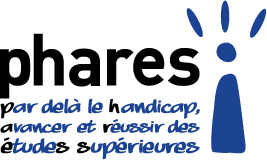 phares
par delà le handicap,
avancer et réussir des
études supérieures